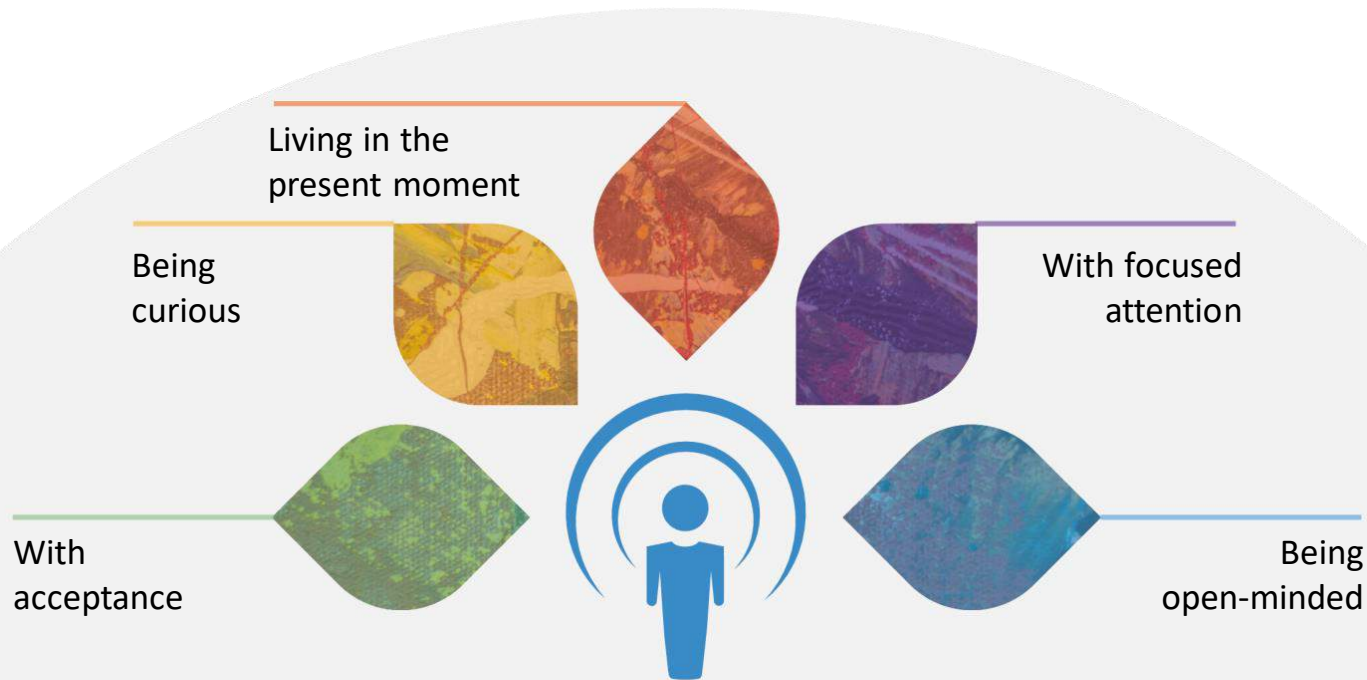 Living in the
present moment
Being
curious
With focused
attention
With
acceptance
Being
open-minded